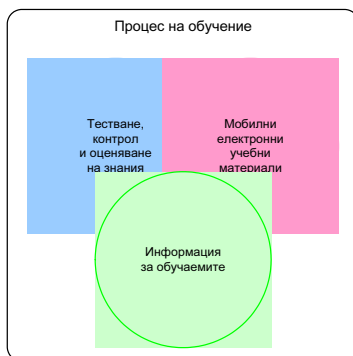 Процес на обучение
Тестване,
контрол
и оценяване
на знания
Мобилни
електронни
учебни
материали
Информация
за обучаемите